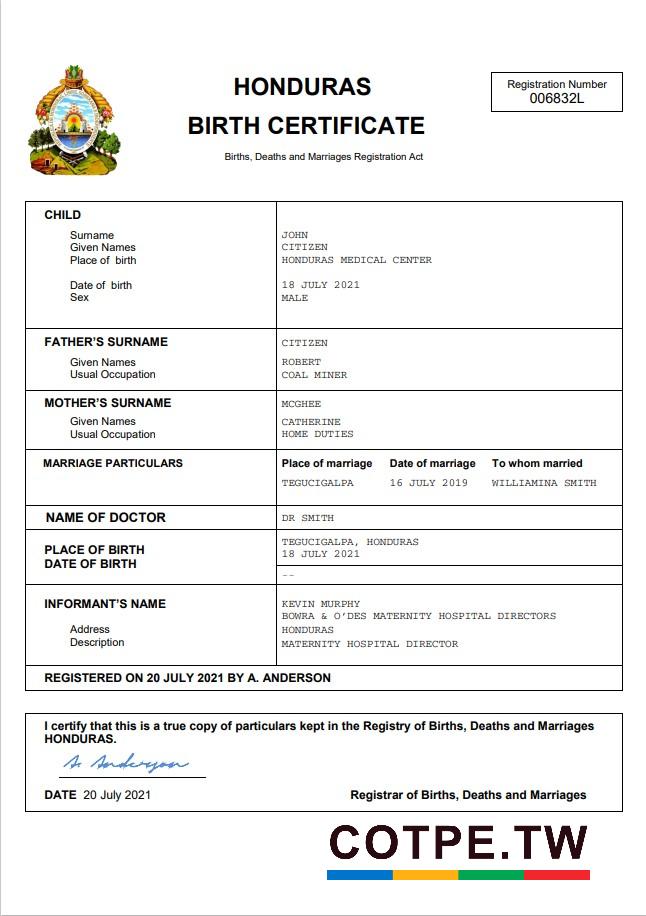 HONDURAS
BIRTH CERTIFICATE
Births, Deaths and Marriages Registration Act
Registration Number
006832L
CHILD
Surname JOHN
Given Names CITIZEN
Place of birth HONDURAS MEDICAL CENTER
Date of birth 18 JULY 2021
Sex MALE
FATHER'S SURNAME CITIZEN
Given Names ROBERT
Usual Occupation COAL MINER
MOTHER'S SURNAME MCGHEE
Given Names CATHERINE
Usual Occupation HOME DUTIES
MARRIAGE PARTICULARS Place of marriage Date of marriage To whom married
TEGUCIGALPA 16 JULY 2019 WILLIAMINA SMITH
NAME OF DOCTOR DR SMITH
PLACE OF BIRTH TEGUCIGALPA, HONDURAS
DATE OF BIRTH 18 JULY 2021
--
INFORMANT'S NAME KEVIN MURPHY
BOWRA & O'DES MATERNITY HOSPITAL DIRECTORS
Address HONDURAS
Description MATERNITY HOSPITAL DIRECTOR
REGISTERED ON 20 JULY 2021 BY A. ANDERSON
I certify that this is a true copy of particulars kept in the Registry of Births, Deaths and Marriages
HONDURAS.
A. Anderson
DATE 20 July 2021 Registrar of Births, Deaths and Marriages
COTPE.TW